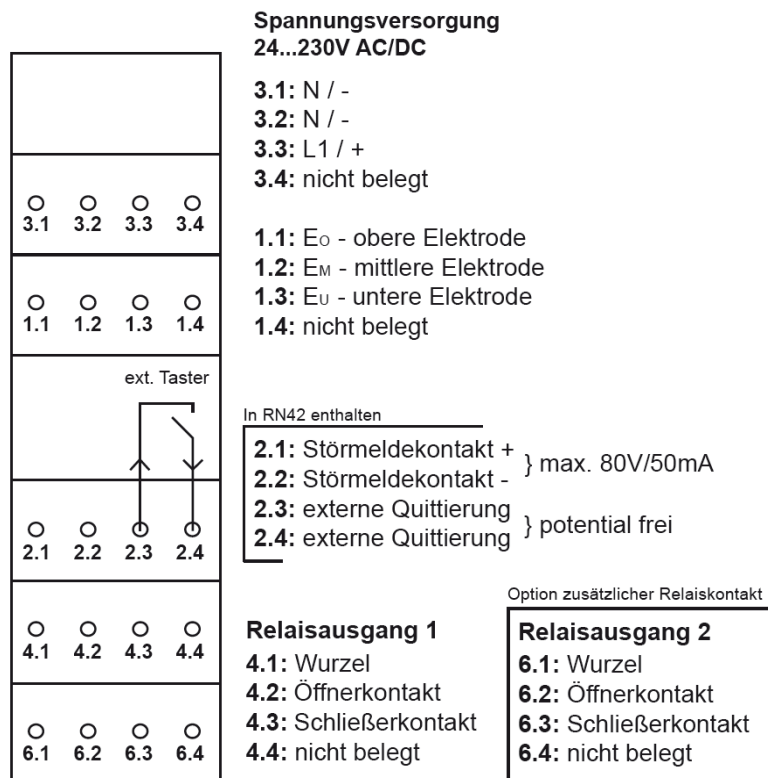 Spannungsversorgung
24...230V AC/DC
3.1: N / -
3.2: N / -
3.3: L1 / +
3.4: nicht belegt
3.1 3.2 3.3 3.4
1.1: EO - obere Elektrode
1.2: EM - mittlere Elektrode
1.3: EU - untere Elektrode
1.4: nicht belegt
1.1 1.2 1.3 1.4
ext. Taster
In RN42 enthalten
2.1: Störmeldekontakt +
2.2: Störmeldekontakt -
} max. 80V/50mA
2.3: externe Quittierung
2.4: externe Quittierung
} potential frei
2.1 2.2 2.3 2.4
4.1 4.2 4.3 4.4
Relaisausgang 1
4.1: Wurzel
4.2: Öffnerkontakt
4.3: Schließerkontakt
4.4: nicht belegt
Option zusätzlicher Relaiskontakt
Relaisausgang 2
6.1: Wurzel
6.2: Öffnerkontakt
6.3: Schließerkontakt
6.4: nicht belegt
6.1 6.2 6.3 6.4